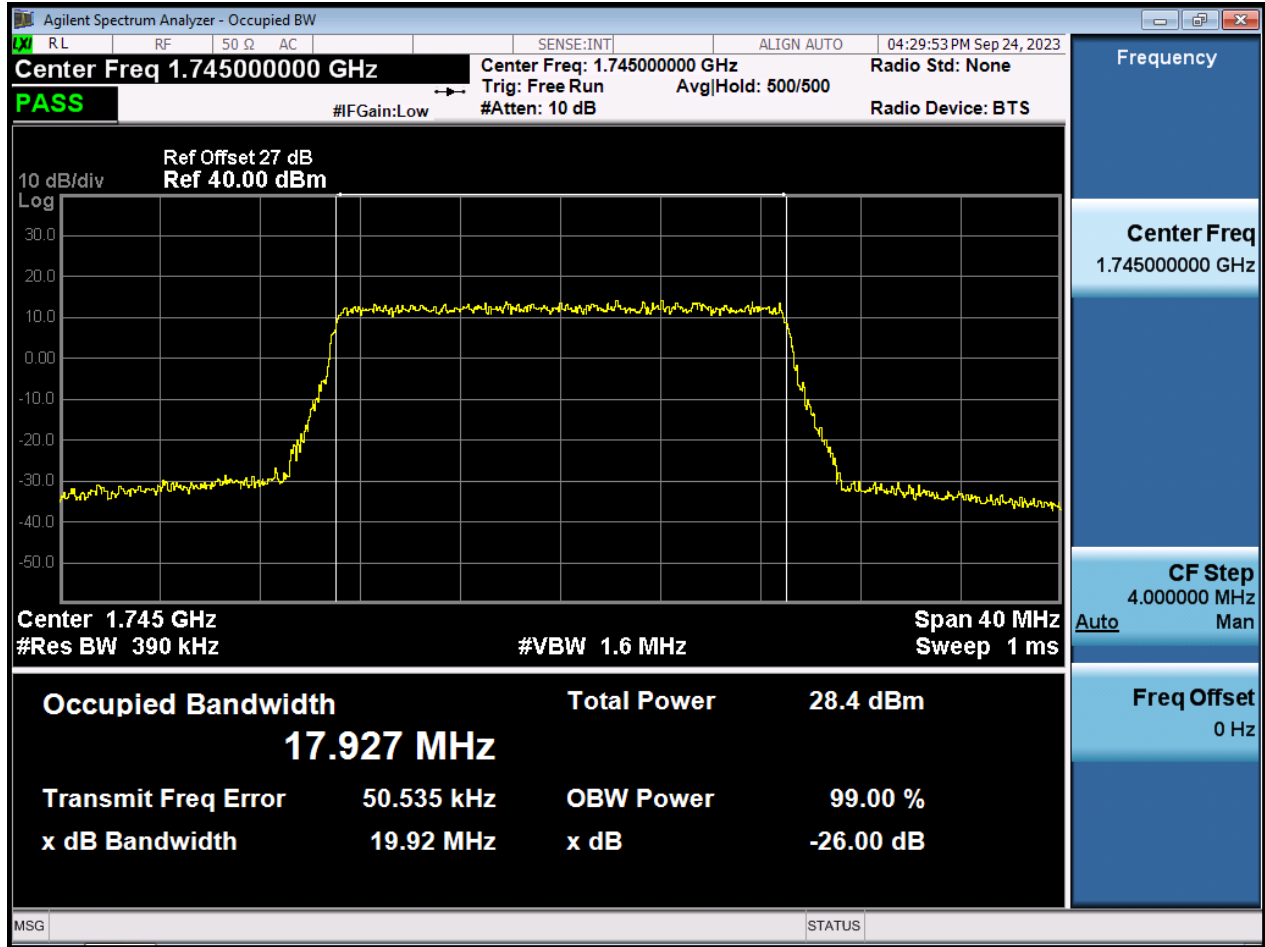 Agilent Spectrum Analyzer - Occupied BW
LXI RL RF 50 Ω AC SENSE:INT ALIGN AUTO 04:29:53 PM Sep 24, 2023
Center Freq 1.745000000 GHz
Center Freq: 1.745000000 GHz
Radio Std: None
Trig: Free Run Avg|Hold: 500/500
PASS
#IFGain:Low
#Atten: 10 dB
Radio Device: BTS
Ref Offset 27 dB
10 dB/div Ref 40.00 dBm
Log
30.0
20.0
10.0
0.00
-10.0
-20.0
-30.0
-40.0
-50.0
Center 1.745 GHz Span 40 MHz
#Res BW 390 kHz #VBW 1.6 MHz Sweep 1 ms
Occupied Bandwidth Total Power 28.4 dBm
17.927 MHz
Transmit Freq Error 50.535 kHz OBW Power 99.00 %
x dB Bandwidth 19.92 MHz x dB -26.00 dB
MSG STATUS
Frequency
Center Freq
1.745000000 GHz
CF Step
4.000000 MHz
Auto Man
Freq Offset
0 Hz